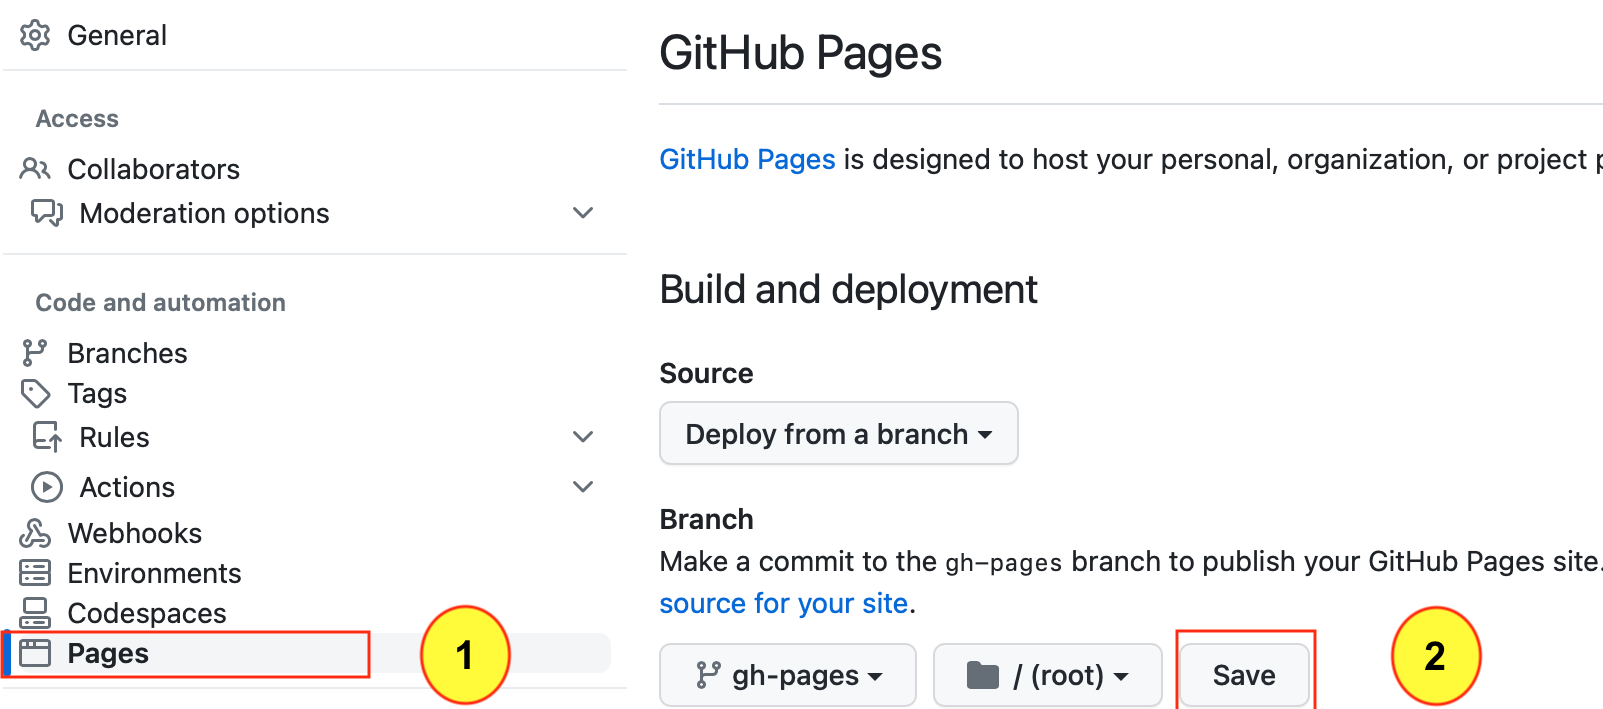 General
Access
Collaborators
Moderation options
Code and automation
Branches
Tags
Rules
Actions
Webhooks
Environments
Codespaces
Pages
1
GitHub Pages
GitHub Pages is designed to host your personal, organization, or project
Build and deployment
Source
Deploy from a branch
Branch
Make a commit to the gh-pages branch to publish your GitHub Pages site.
source for your site.
gh-pages
/ (root)
Save
2